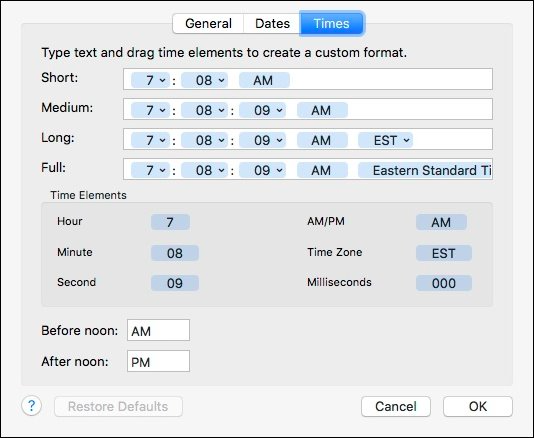 General Dates Times
Type text and drag time elements to create a custom format.
Short: 7 : 08 AM
Medium: 7 : 08 : 09 AM
Long: 7 : 08 : 09 AM EST
Full: 7 : 08 : 09 AM Eastern Standard Ti
Time Elements
Hour 7 AM/PM AM
Minute 08 Time Zone EST
Second 09 Milliseconds 000
Before noon: AM
After noon: PM
? Restore Defaults Cancel OK